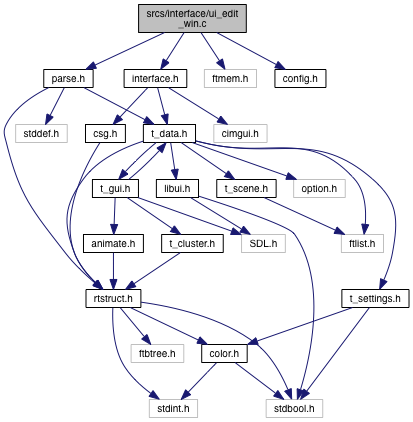 srcs/interface/ui_edit
_win.c
parse.h
interface.h
ftmem.h
config.h
stddef.h
csg.h
t_data.h
cimgui.h
t_gui.h
libui.h
t_scene.h
option.h
animate.h
t_cluster.h
SDL.h
ftlist.h
rtstruct.h
t_settings.h
ftbtree.h
color.h
stdint.h
stdbool.h